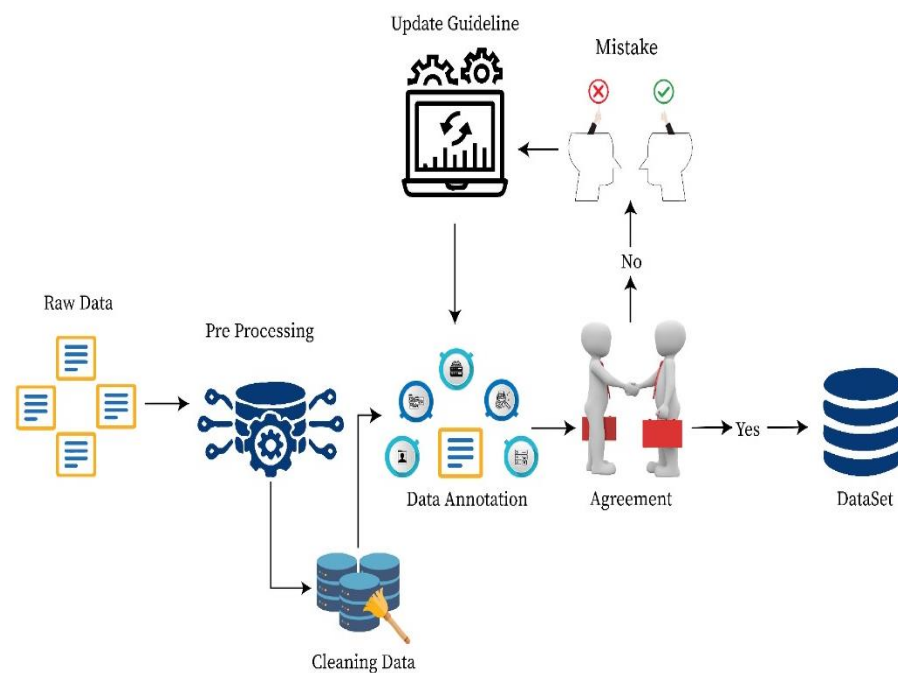 Update Guideline
Mistake
No
Raw Data
Pre Processing
Data Annotation
Agreement
Yes
DataSet
Cleaning Data